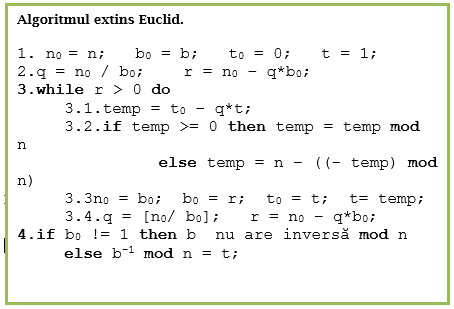 Algoritmul extins Euclid.
1. n₀ = n; b₀ = b; t₀ = 0; t = 1;
2.q = n₀ / b₀; r = n₀ – q*b₀;
3.while r > 0 do
3.1.temp = t₀ – q*t;
3.2.if temp >= 0 then temp = temp mod
n
else temp = n – ((– temp) mod
n)
3.3n₀ = b₀; b₀ = r; t₀ = t; t= temp;
3.4.q = [n₀/ b₀]; r = n₀ – q*b₀;
4.if b₀ != 1 then b nu are inversă mod n
else b⁻¹ mod n = t;